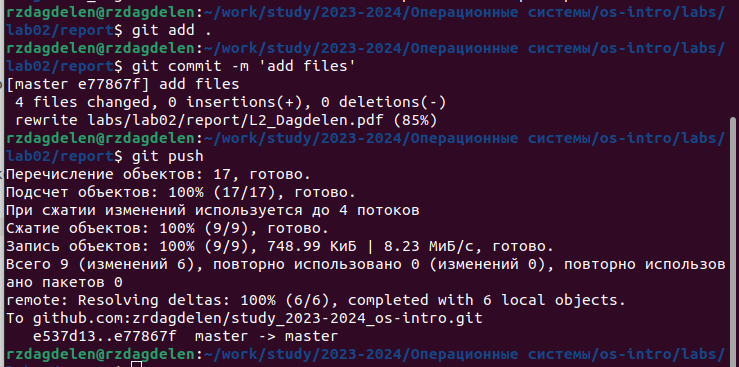 rzdagdelen@rzdagdelen:~/work/study/2023-2024/Операционные системы/os-intro/labs/
lab02/report$ git add .
rzdagdelen@rzdagdelen:~/work/study/2023-2024/Операционные системы/os-intro/labs/
lab02/report$ git commit -m 'add files'
[master e77867f] add files
 4 files changed, 0 insertions(+), 0 deletions(-)
 rewrite labs/lab02/report/L2_Dagdelen.pdf (85%)
rzdagdelen@rzdagdelen:~/work/study/2023-2024/Операционные системы/os-intro/labs/
lab02/report$ git push
Перечисление объектов: 17, готово.
Подсчет объектов: 100% (17/17), готово.
При сжатии изменений используется до 4 потоков
Сжатие объектов: 100% (9/9), готово.
Запись объектов: 100% (9/9), 748.99 КиБ | 8.23 МиБ/с, готово.
Всего 9 (изменений 6), повторно использовано 0 (изменений 0), повторно использов
ано пакетов 0
remote: Resolving deltas: 100% (6/6), completed with 6 local objects.
To github.com:zrdagdelen/study_2023-2024_os-intro.git
   e537d13..e77867f  master -> master
rzdagdelen@rzdagdelen:~/work/study/2023-2024/Операционные системы/os-intro/labs/